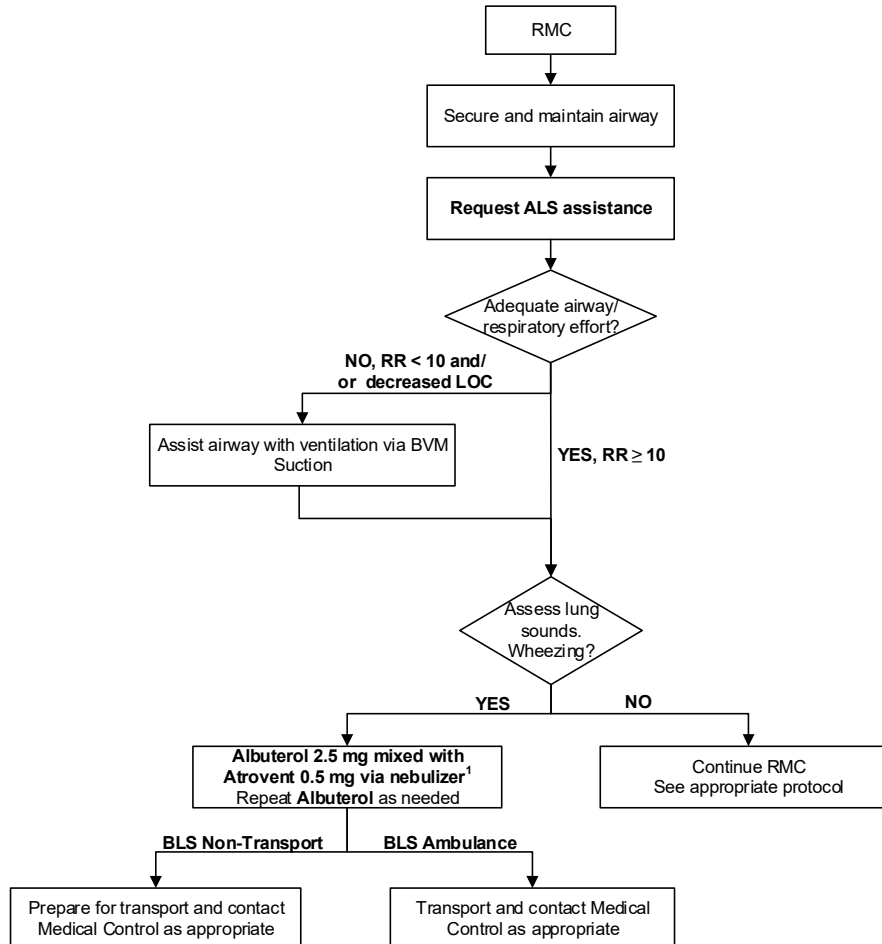 RMC
Secure and maintain airway
Request ALS assistance
Adequate airway/
respiratory effort?
NO, RR < 10 and/
or decreased LOC
Assist airway with ventilation via BVM
Suction
YES, RR ≥ 10
Assess lung
sounds.
Wheezing?
YES
NO
Albuterol 2.5 mg mixed with
Atrovent 0.5 mg via nebulizer¹
Repeat Albuterol as needed
Continue RMC
See appropriate protocol
BLS Non-Transport
BLS Ambulance
Prepare for transport and contact
Medical Control as appropriate
Transport and contact Medical
Control as appropriate